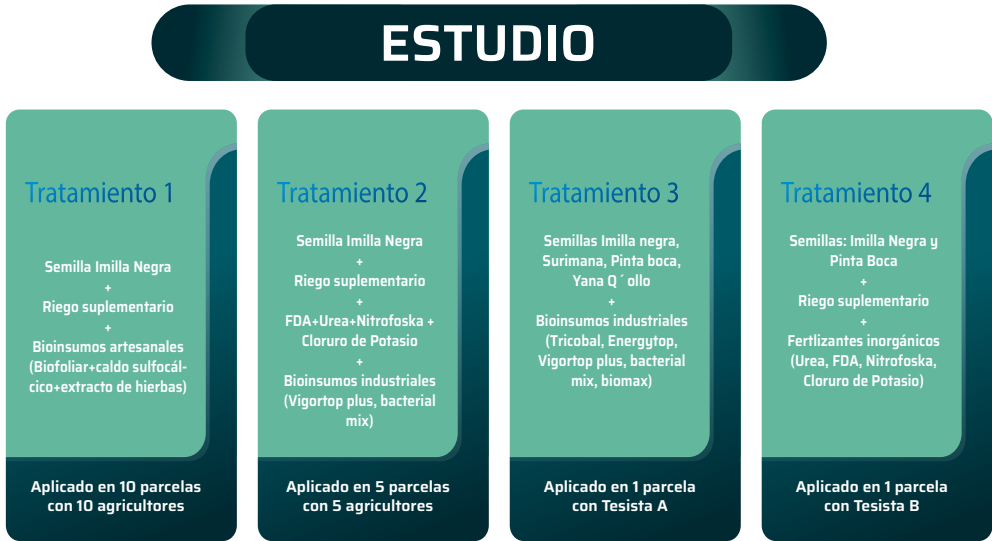 ESTUDIO
Tratamiento 1
Semilla Imilla Negra
+
Riego suplementario
+
Bioinsumos artesanales
(Biofoliar+caldo sulfocál-
cico+extracto de hierbas)
Aplicado en 10 parcelas
con 10 agricultores
Tratamiento 2
Semilla Imilla Negra
+
Riego suplementario
+
FDA+Urea+Nitrofoska +
Cloruro de Potasio
+
Bioinsumos industriales
(Vigortop plus, bacterial
mix)
Aplicado en 5 parcelas
con 5 agricultores
Tratamiento 3
Semillas Imilla negra,
Surimana, Pinta boca,
Yana Q´ollo
+
Bioinsumos industriales
(Tricobal, Energytop,
Vigortop plus, bacterial
mix, biomax)
Aplicado en 1 parcela
con Tesista A
Tratamiento 4
Semillas: Imilla Negra y
Pinta Boca
+
Riego suplementario
+
Fertlizantes inorgánicos
(Urea, FDA, Nitrofoska,
Cloruro de Potasio)
Aplicado en 1 parcela
con Tesista B